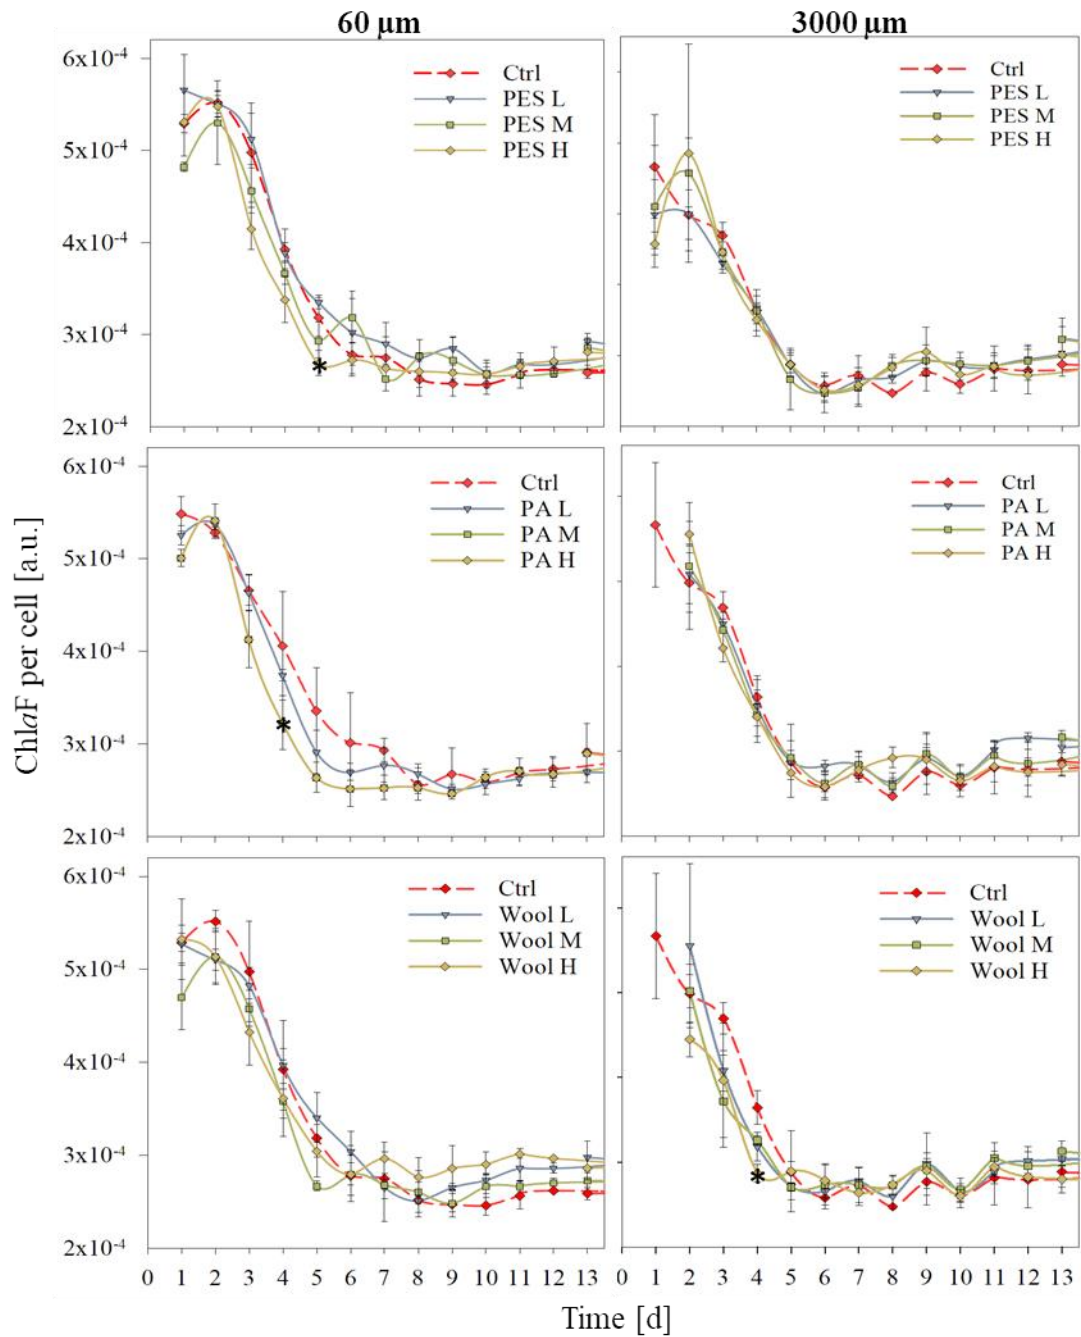 60 µm
3000 µm
6x10⁻⁴
5x10⁻⁴
4x10⁻⁴
3x10⁻⁴
2x10⁻⁴
Ctrl
PES L
PES M
PES H
*
Ctrl
PES L
PES M
PES H
6x10⁻⁴
5x10⁻⁴
4x10⁻⁴
3x10⁻⁴
2x10⁻⁴
Ctrl
PA L
PA M
PA H
*
Ctrl
PA L
PA M
PA H
6x10⁻⁴
5x10⁻⁴
4x10⁻⁴
3x10⁻⁴
2x10⁻⁴
Ctrl
Wool L
Wool M
Wool H
Ctrl
Wool L
Wool M
Wool H
*
0 1 2 3 4 5 6 7 8 9 10 11 12 13
0 1 2 3 4 5 6 7 8 9 10 11 12 13
ChlaF per cell [a.u.]
Time [d]